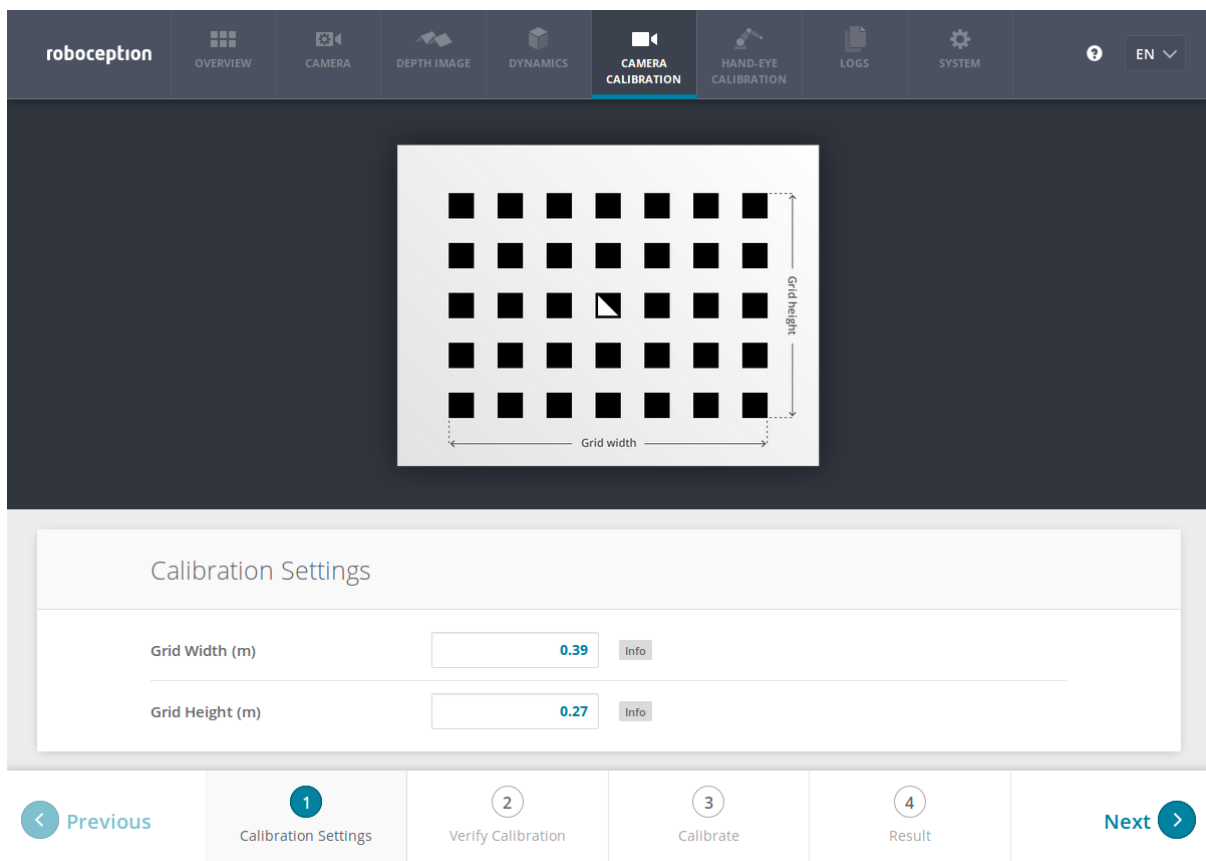 roboception
OVERVIEW
CAMERA
DEPTH IMAGE
DYNAMICS
CAMERA
CALIBRATION
HAND-EYE
CALIBRATION
LOGS
SYSTEM
?
EN
Grid height
Grid width
Calibration Settings
Grid Width (m)
0.39
Info
Grid Height (m)
0.27
Info
Previous
1
Calibration Settings
2
Verify Calibration
3
Calibrate
4
Result
Next